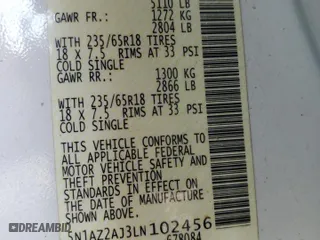 5110 LB
GAWR FR.: 1272 KG
2804 LB
WITH 235/65R18 TIRES
18 X 7.5 RIMS AT 33 PSI
COLD SINGLE
GAWR RR.: 1300 KG
2866 LB
WITH 235/65R18 TIRES
18 X 7.5 RIMS AT 33 PSI
COLD SINGLE
THIS VEHICLE CONFORMS TO
ALL APPLICABLE FEDERAL
MOTOR VEHICLE SAFETY AND
THEFT PREVENTION
STANDARDS IN EFFECT ON
THE DATE OF MANUFACTURE
SHOWN ABOVE.
5N1AZ2AJ3LN102456
678084
DREAMBID